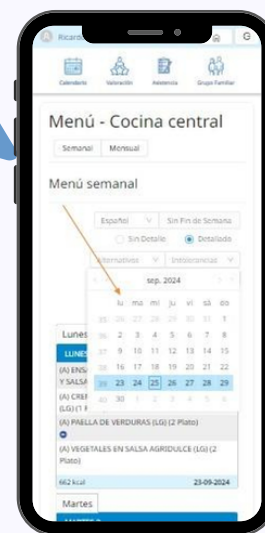 Ricardo
G
Calendario Valoración Asistencia Grupo Familiar
Menú - Cocina central
Semanal Mensual
Menú semanal
Español Sin Fin de Semana
Sin Detalle Detallado
Alternativos Intolerancias
sep. 2024
lu ma mi ju vi sá do
35 26 27 28 29 30 31 1
36 2 3 4 5 6 7 8
37 9 10 11 12 13 14 15
38 16 17 18 19 20 21 22
39 23 24 25 26 27 28 29
40 30 1 2 3 4 5 6
Lunes
LUNES
(A) ENS
Y SALSA
(A) CRE
(LG) (1 P
(A) PAELLA DE VERDURAS (LG) (2 Plato)
(A) VEGETALES EN SALSA AGRIDULCE (LG) (2
Plato)
662 kcal 23-09-2024
Martes